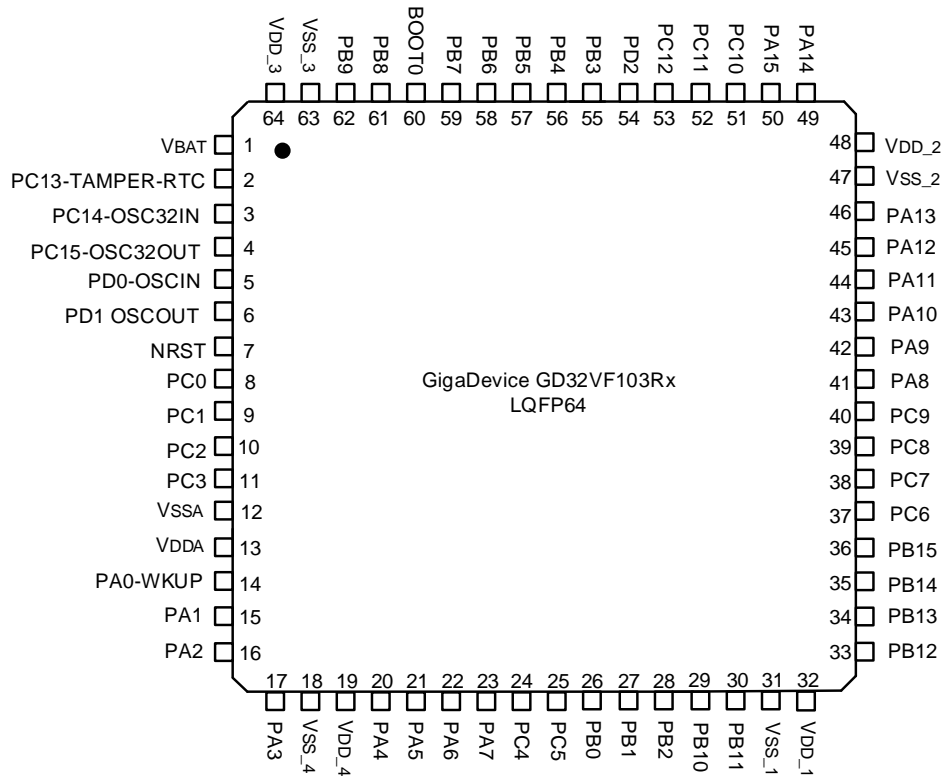 VDD_3 VSS_3 PB9 PB8 BOOT0 PB7 PB6 PB5 PB4 PB3 PD2 PC12 PC11 PC10 PA15 PA14
64 63 62 61 60 59 58 57 56 55 54 53 52 51 50 49
VBAT 1 48 VDD_2
PC13-TAMPER-RTC 2 47 VSS_2
PC14-OSC32IN 3 46 PA13
PC15-OSC32OUT 4 45 PA12
PD0-OSCIN 5 44 PA11
PD1 OSCOUT 6 43 PA10
NRST 7 42 PA9
PC0 8 41 PA8
GigaDevice GD32VF103Rx
LQFP64
PC1 9 40 PC9
PC2 10 39 PC8
PC3 11 38 PC7
VSSA 12 37 PC6
VDDA 13 36 PB15
PA0-WKUP 14 35 PB14
PA1 15 34 PB13
PA2 16 33 PB12
17 18 19 20 21 22 23 24 25 26 27 28 29 30 31 32
PA3 VSS_4 VDD_4 PA4 PA5 PA6 PA7 PC4 PC5 PB0 PB1 PB2 PB10 PB11 VSS_1 VDD_1